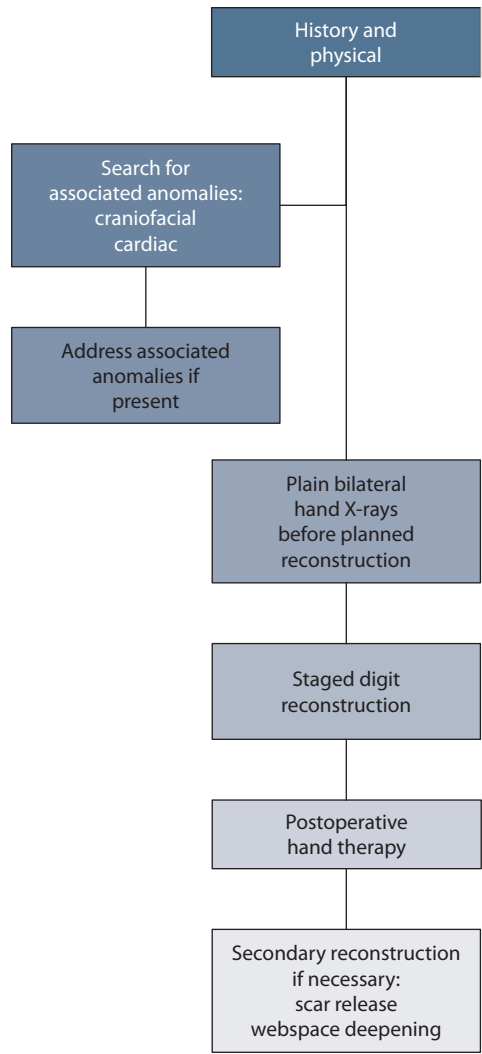 History and
physical
Search for
associated anomalies:
craniofacial
cardiac
Address associated
anomalies if
present
Plain bilateral
hand X-rays
before planned
reconstruction
Staged digit
reconstruction
Postoperative
hand therapy
Secondary reconstruction
if necessary:
scar release
webspace deepening